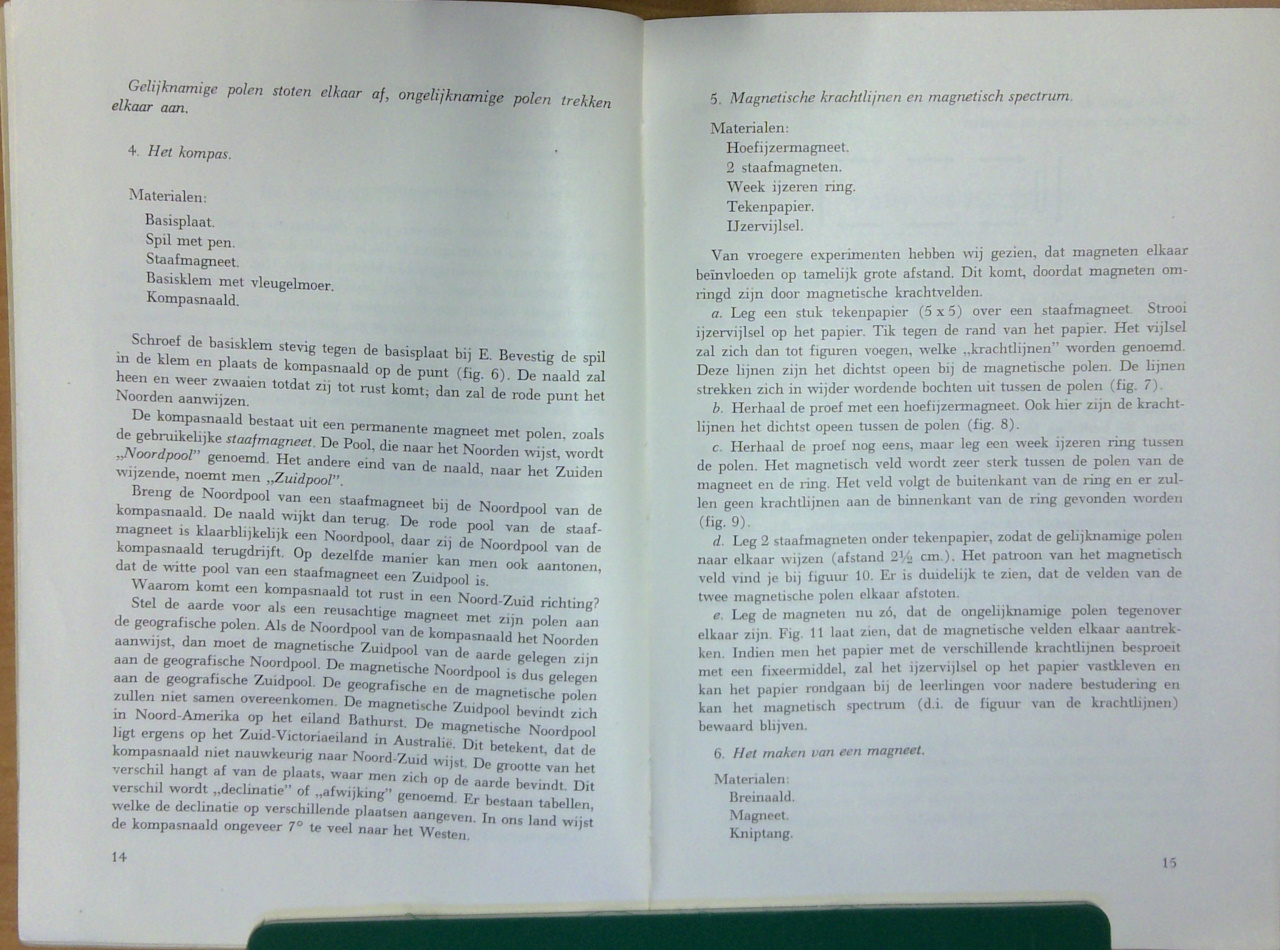 Gelijknamige polen stoten elkaar af, ongelijknamige polen trekken
elkaar aan.
4. Het kompas.
Materialen:
Basisplaat.
Spil met pen.
Staafmagneet.
Basisklem met vleugelmoer.
Kompasnaald.
Schroef de basisklem stevig tegen de basisplaat bij E. Bevestig de spil
in de klem en plaats de kompasnaald op de punt (fig. 6). De naald zal
heen en weer zwaaien totdat zij tot rust komt; dan zal de rode punt het
Noorden aanwijzen.
De kompasnaald bestaat uit een permanente magneet met polen, zoals
de gebruikelijke staafmagneet. De Pool, die naar het Noorden wijst, wordt
„Noordpool” genoemd. Het andere eind van de naald, naar het Zuiden
wijzende, noemt men „Zuidpool”.
Breng de Noordpool van een staafmagneet bij de Noordpool van de
kompasnaald. De naald wijkt dan terug. De rode pool van de staaf-
magneet is klaarblijkelijk een Noordpool, daar zij de Noordpool van de
kompasnaald terugdrijft. Op dezelfde manier kan men ook aantonen,
dat de witte pool van een staafmagneet een Zuidpool is.
Waarom komt een kompasnaald tot rust in een Noord-Zuid richting?
Stel de aarde voor als een reusachtige magneet met zijn polen aan
de geografische polen. Als de Noordpool van de kompasnaald het Noorden
aanwijst, dan moet de magnetische Zuidpool van de aarde gelegen zijn
aan de geografische Noordpool. De magnetische Noordpool is dus gelegen
aan de geografische Zuidpool. De geografische en de magnetische polen
zullen niet samen overeenkomen. De magnetische Zuidpool bevindt zich
in Noord-Amerika op het eiland Bathurst. De magnetische Noordpool
ligt ergens op het Zuid-Victoriaeiland in Australië. Dit betekent, dat de
kompasnaald niet nauwkeurig naar Noord-Zuid wijst. De grootte van het
verschil hangt af van de plaats, waar men zich op de aarde bevindt. Dit
verschil wordt „declinatie” of „afwijking” genoemd. Er bestaan tabellen,
welke de declinatie op verschillende plaatsen aangeven. In ons land wijst
de kompasnaald ongeveer 7° te veel naar het Westen.
14
5. Magnetische krachtlijnen en magnetisch spectrum.
Materialen:
Hoefijzermagneet.
2 staafmagneten.
Week ijzeren ring.
Tekenpapier.
IJzervijlsel.
Van vroegere experimenten hebben wij gezien, dat magneten elkaar
beïnvloeden op tamelijk grote afstand. Dit komt, doordat magneten om-
ringd zijn door magnetische krachtvelden.
a. Leg een stuk tekenpapier (5 x 5) over een staafmagneet. Strooi
ijzervijlsel op het papier. Tik tegen de rand van het papier. Het vijlsel
zal zich dan tot figuren voegen, welke „krachtlijnen” worden genoemd.
Deze lijnen zijn het dichtst opeen bij de magnetische polen. De lijnen
strekken zich in wijder wordende bochten uit tussen de polen (fig. 7).
b. Herhaal de proef met een hoefijzermagneet. Ook hier zijn de kracht-
lijnen het dichtst opeen tussen de polen (fig. 8).
c. Herhaal de proef nog eens, maar leg een week ijzeren ring tussen
de polen. Het magnetisch veld wordt zeer sterk tussen de polen van de
magneet en de ring. Het veld volgt de buitenkant van de ring en er zul-
len geen krachtlijnen aan de binnenkant van de ring gevonden worden
(fig. 9).
d. Leg 2 staafmagneten onder tekenpapier, zodat de gelijknamige polen
naar elkaar wijzen (afstand 2½ cm.). Het patroon van het magnetisch
veld vind je bij figuur 10. Er is duidelijk te zien, dat de velden van de
twee magnetische polen elkaar afstoten.
e. Leg de magneten nu zó, dat de ongelijknamige polen tegenover
elkaar zijn. Fig. 11 laat zien, dat de magnetische velden elkaar aantrek-
ken. Indien men het papier met de verschillende krachtlijnen besproeit
met een fixeermiddel, zal het ijzervijlsel op het papier vastkleven en
kan het papier rondgaan bij de leerlingen voor nadere bestudering en
kan het magnetisch spectrum (d.i. de figuur van de krachtlijnen)
bewaard blijven.
6. Het maken van een magneet.
Materialen:
Breinaald.
Magneet.
Kniptang.
15